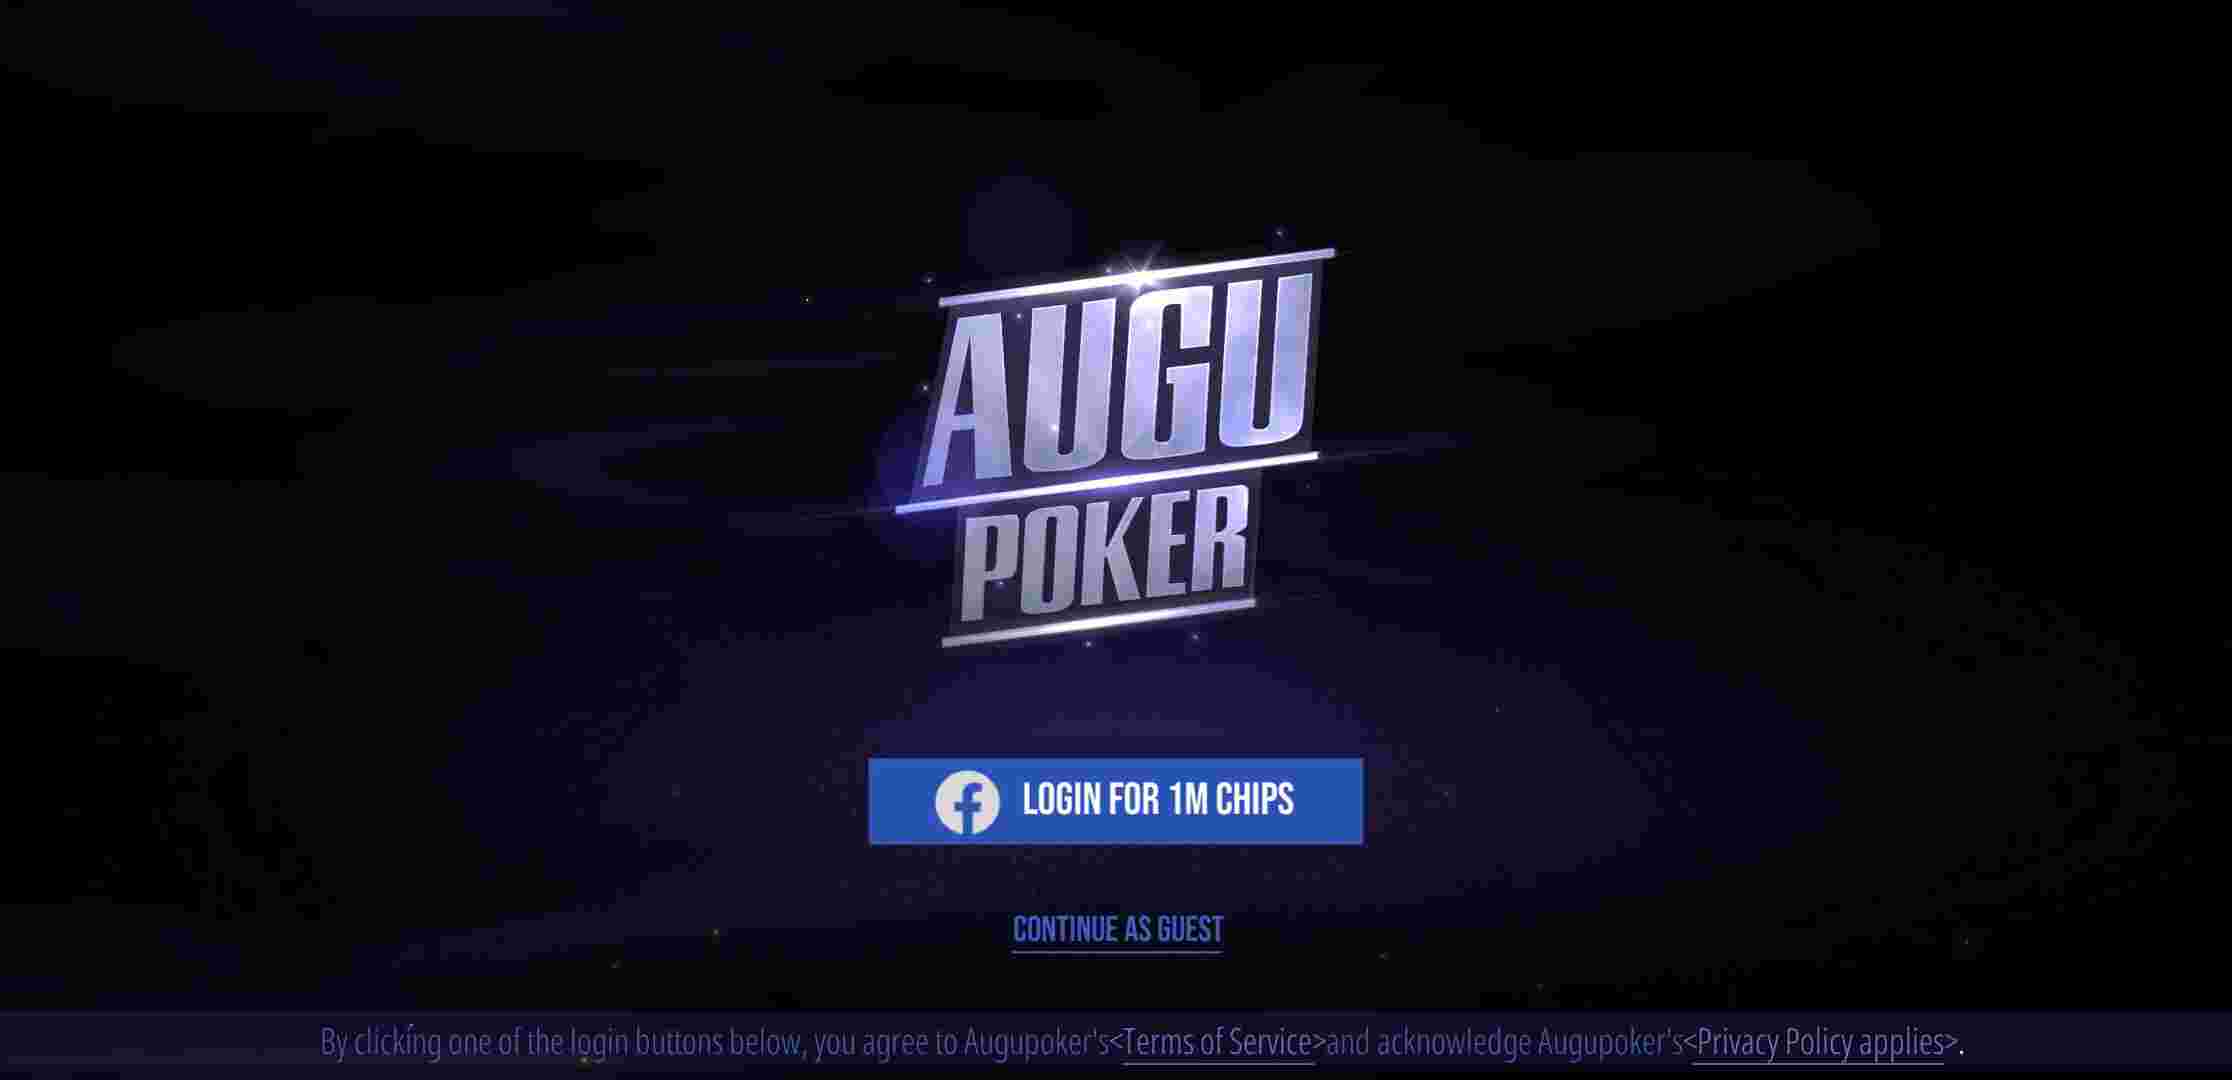 AUGU
POKER
LOGIN FOR 1M CHIPS
CONTINUE AS GUEST
By clicking one of the login buttons below, you agree to Augupoker's<Terms of Service>and acknowledge Augupoker's<Privacy Policy applies>.